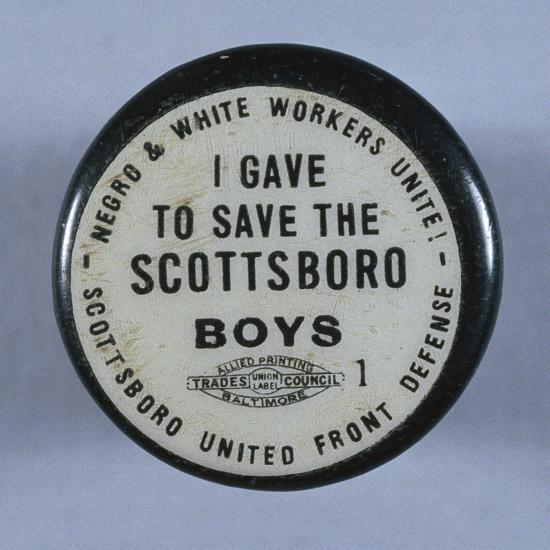 - NEGRO & WHITE WORKERS UNITE! -
I GAVE
TO SAVE THE
SCOTTSBORO
BOYS
ALLIED PRINTING
TRADES UNION LABEL COUNCIL
BALTIMORE
1
SCOTTSBORO UNITED FRONT DEFENSE